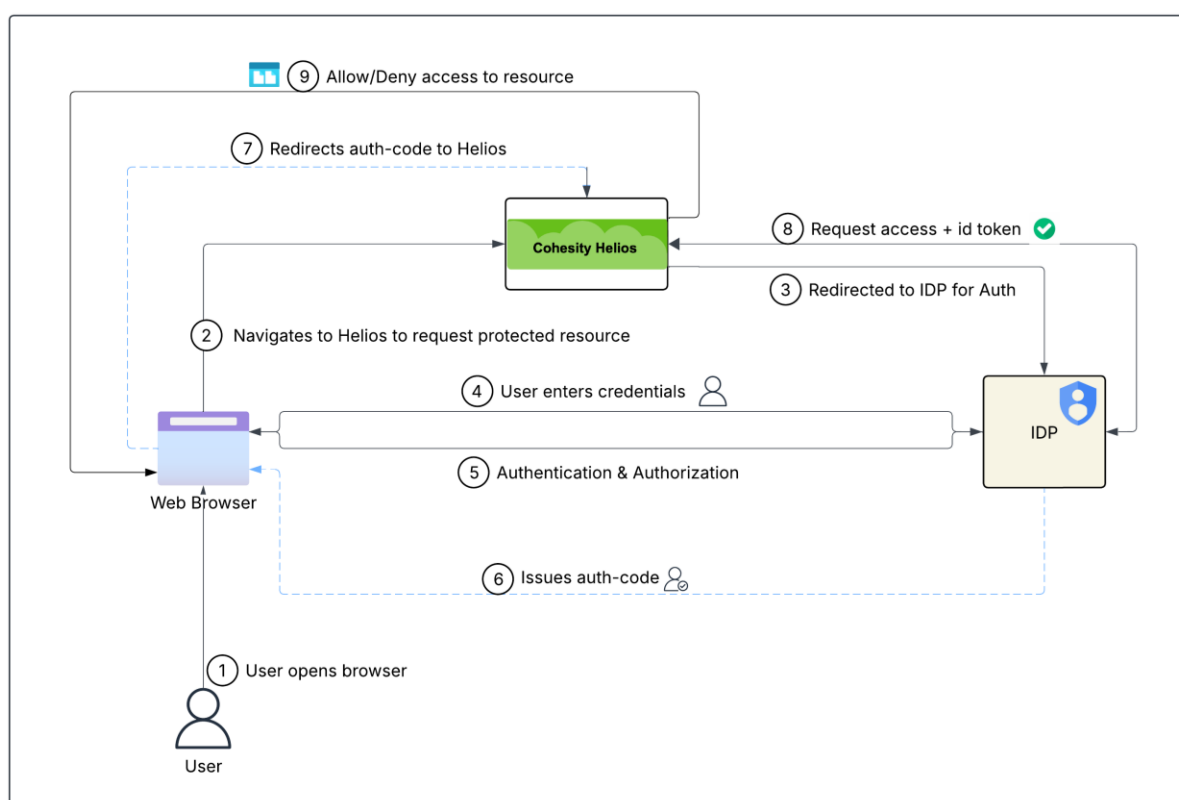 9 Allow/Deny access to resource
7 Redirects auth-code to Helios
8 Request access + id token
Cohesity Helios
3 Redirected to IDP for Auth
2 Navigates to Helios to request protected resource
4 User enters credentials
IDP
5 Authentication & Authorization
Web Browser
6 Issues auth-code
1 User opens browser
User